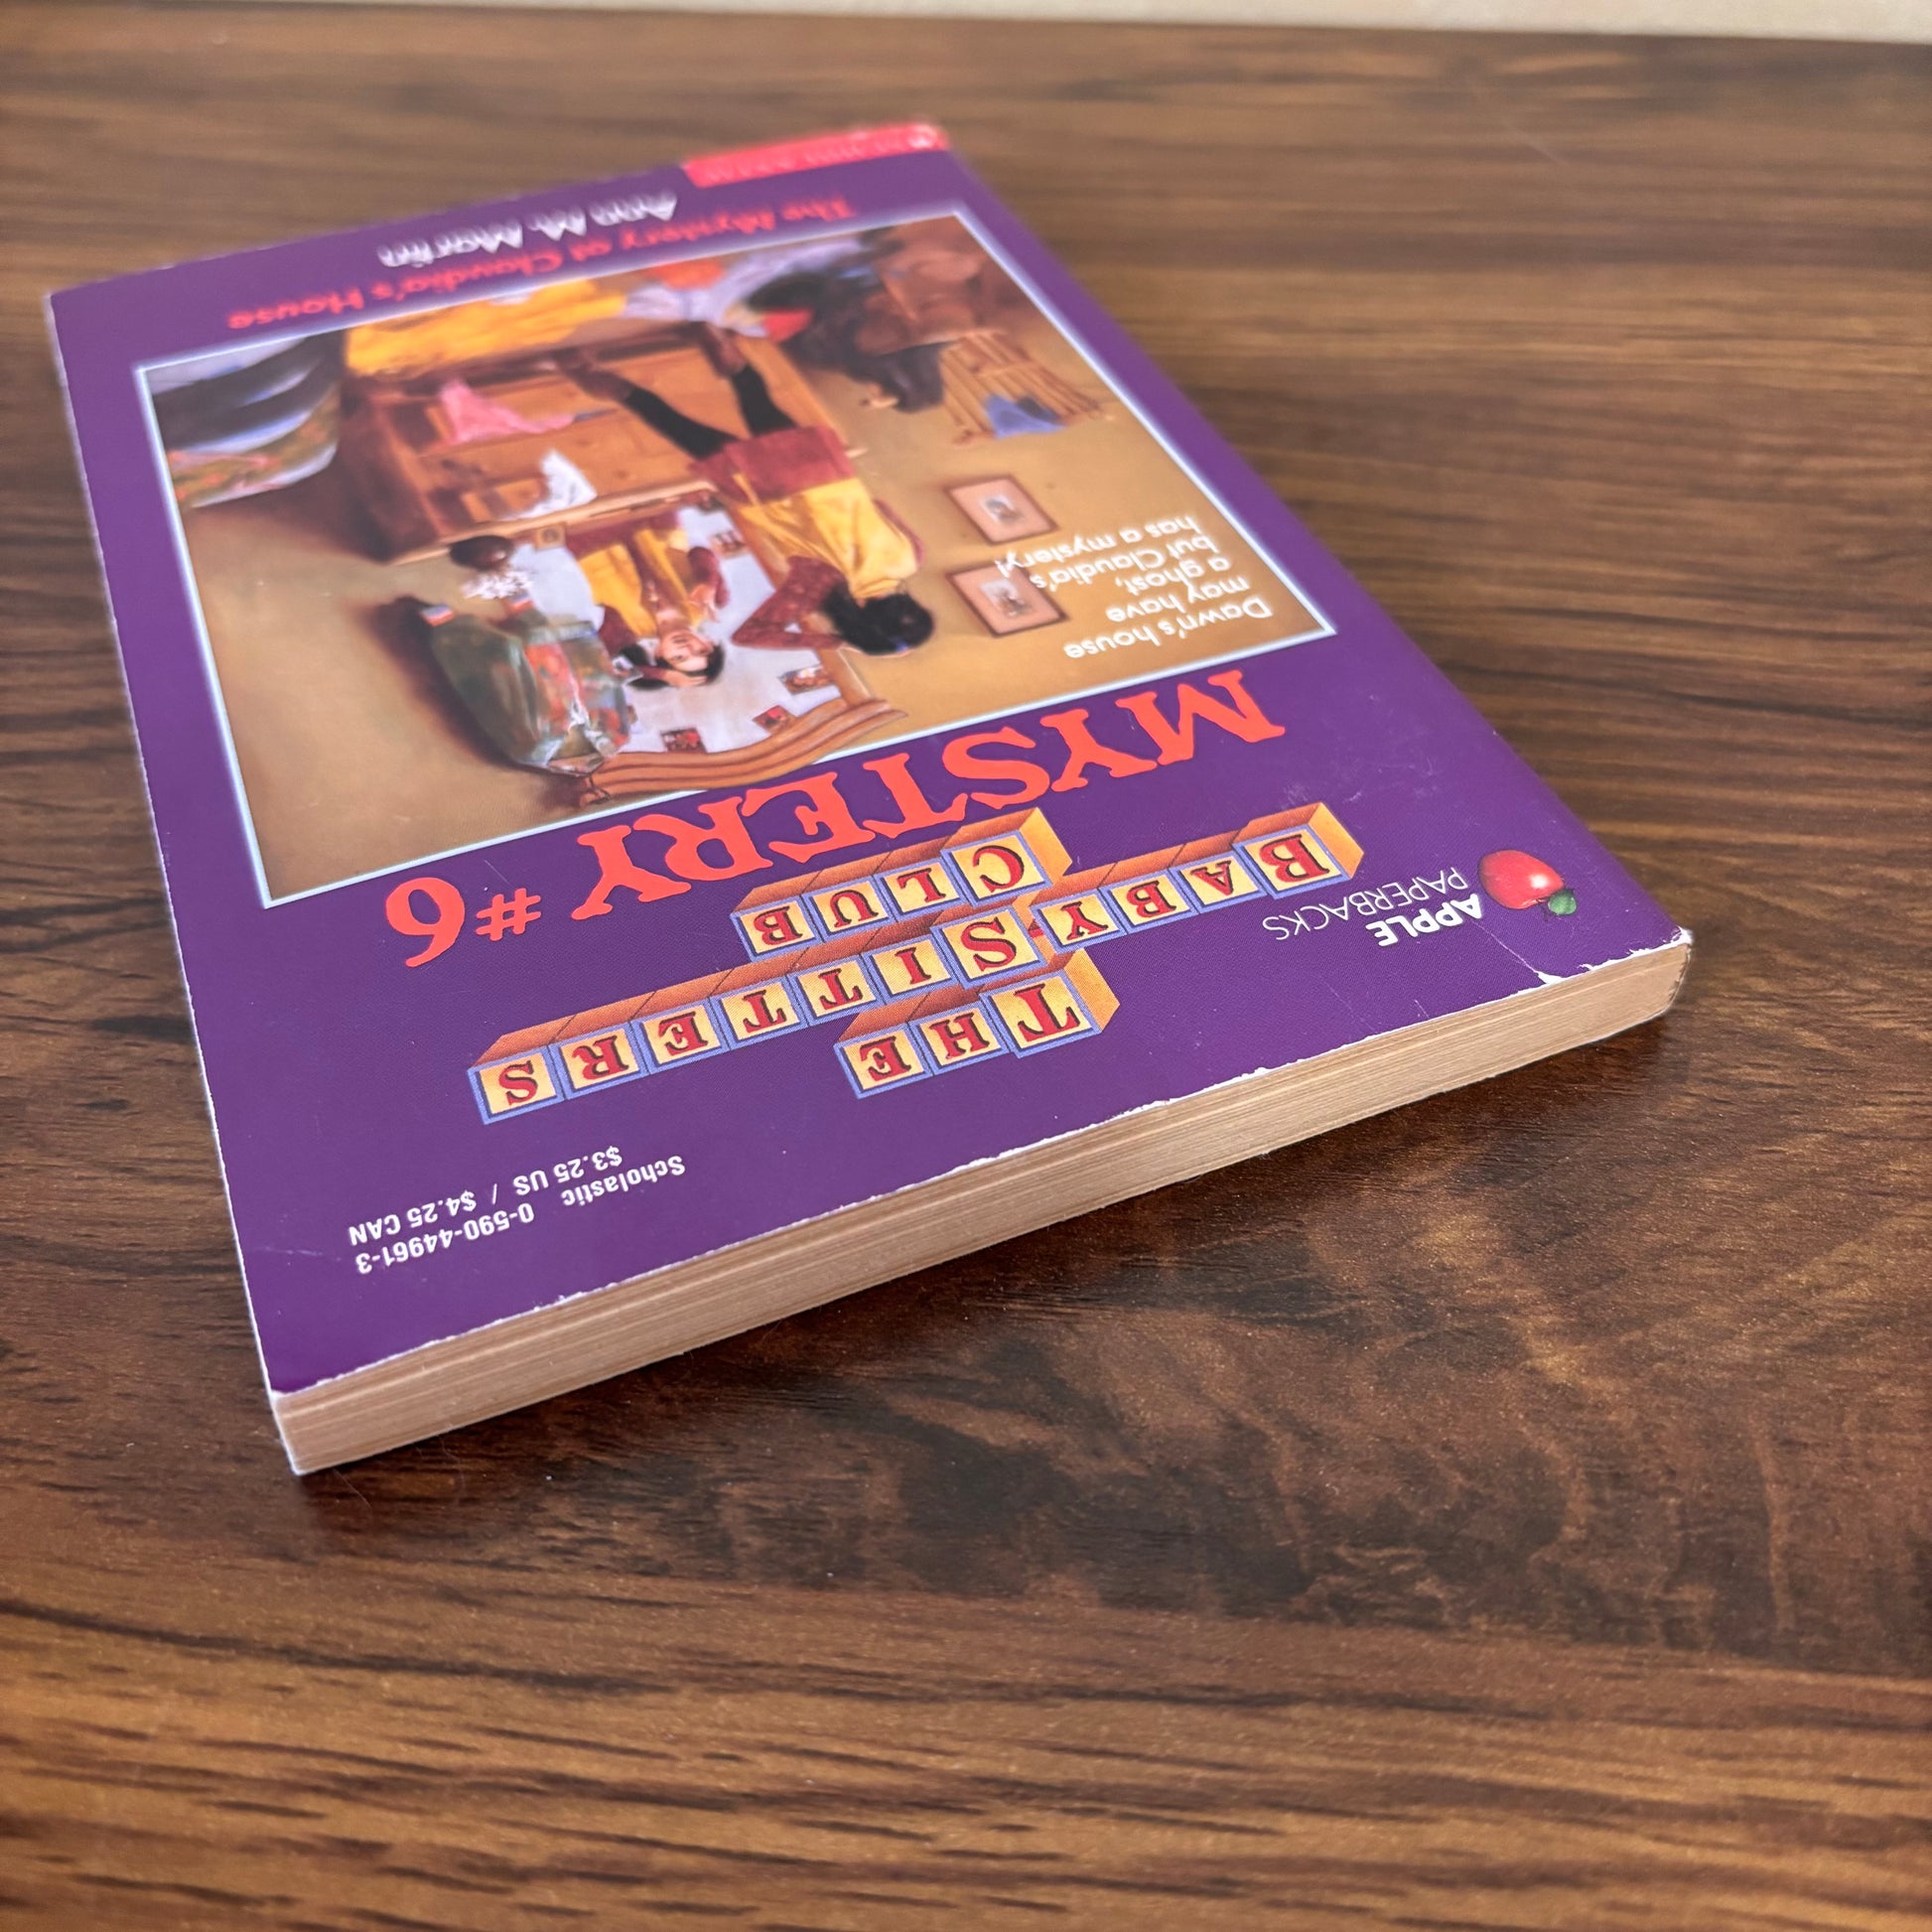 APPLE
PAPERBACKS
Scholastic 0-590-44961-3
$3.25 US / $4.25 CAN
THE
BABY SITTERS
CLUB
MYSTERY #6
Dawn's house
may have
a ghost,
but Claudia's
has a mystery!
The Mystery at Claudia's House
Ann M. Martin